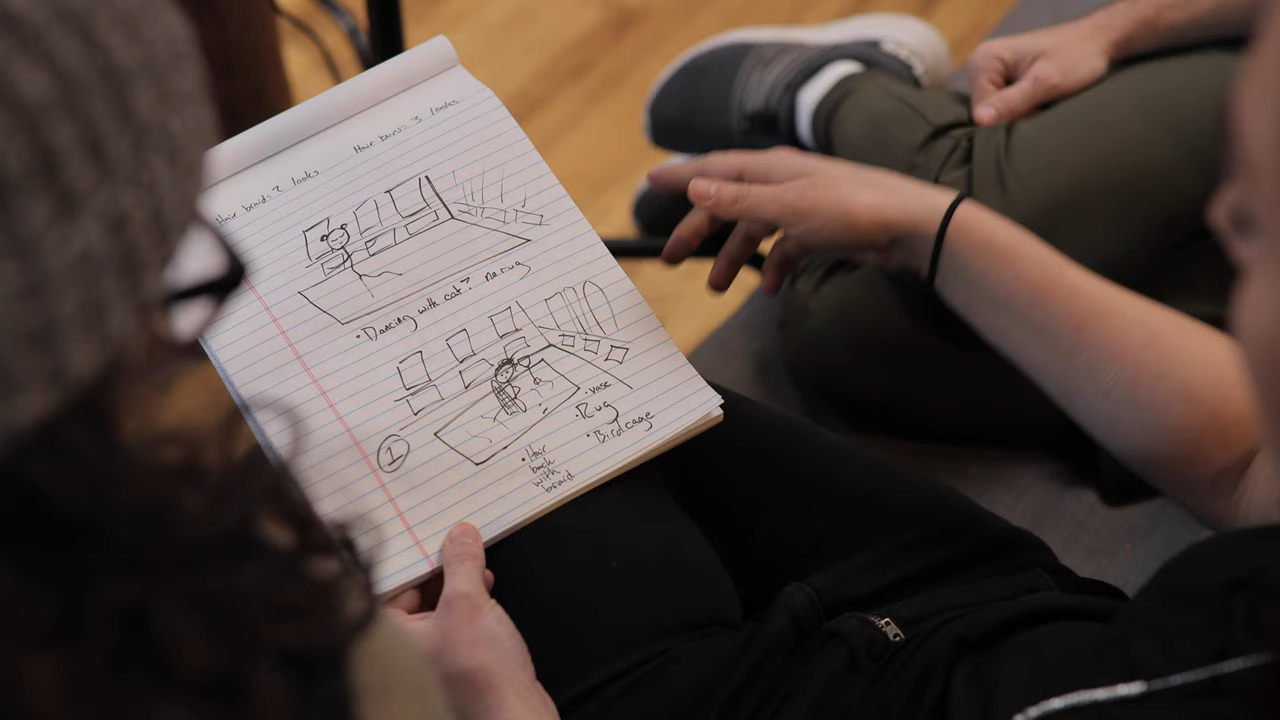 Hair buns= 3 looks
Hair braid= 2 looks
• Dancing with cat? No rug
• vase
• Rug
• Birdcage
1
• Hair
back
with
braid